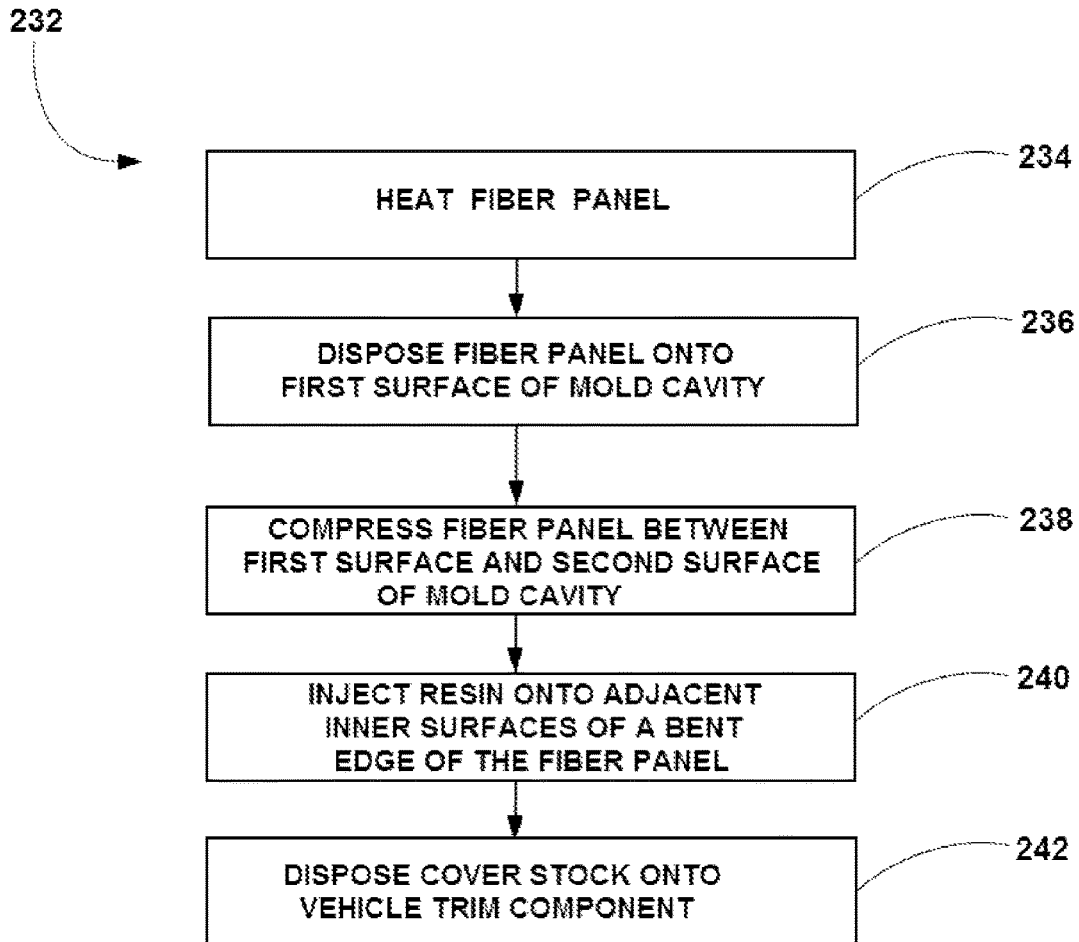 232
HEAT FIBER PANEL
234
DISPOSE FIBER PANEL ONTO
FIRST SURFACE OF MOLD CAVITY
236
COMPRESS FIBER PANEL BETWEEN
FIRST SURFACE AND SECOND SURFACE
OF MOLD CAVITY
238
INJECT RESIN ONTO ADJACENT
INNER SURFACES OF A BENT
EDGE OF THE FIBER PANEL
240
DISPOSE COVER STOCK ONTO
VEHICLE TRIM COMPONENT
242